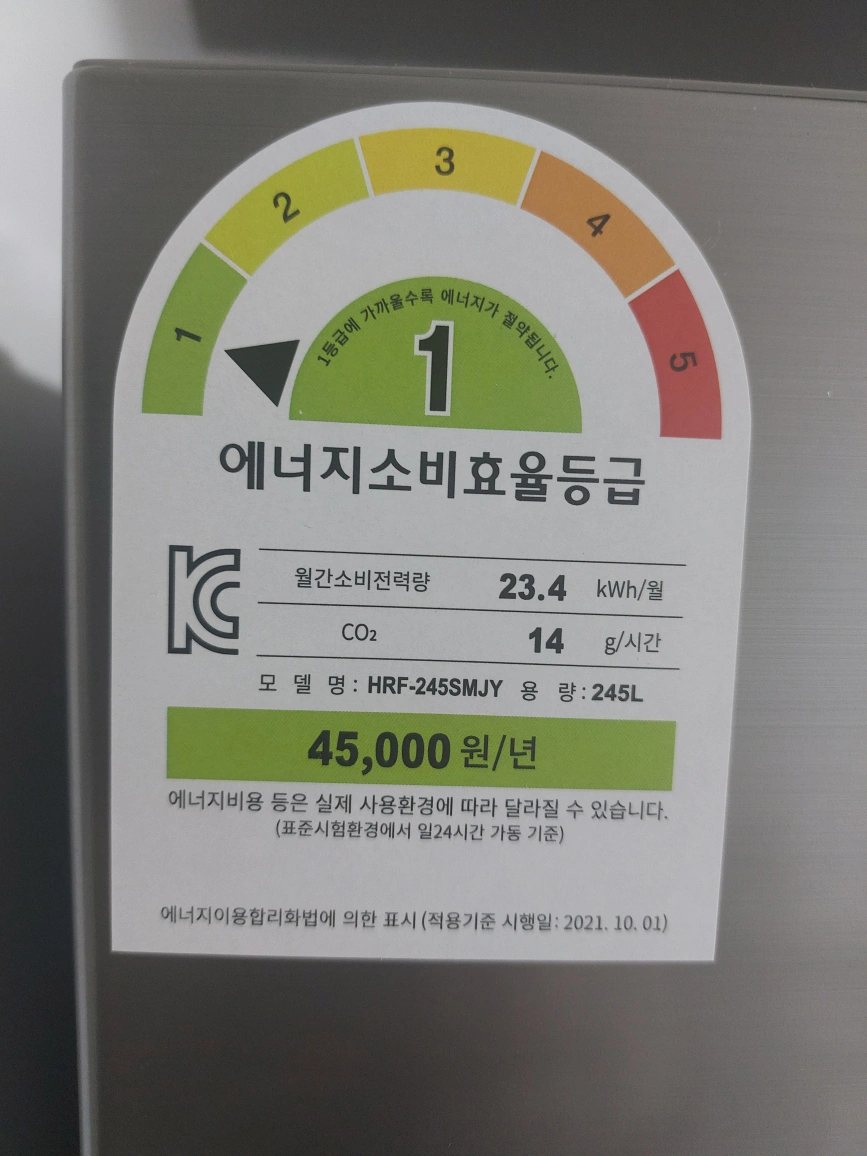 1 2 3 4 5
1등급에 가까울수록 에너지가 절약됩니다.
1
에너지소비효율등급
KC
월간소비전력량 23.4 kWh/월
CO₂ 14 g/시간
모 델 명 : HRF-245SMJY 용 량 : 245L
45,000 원/년
에너지비용 등은 실제 사용환경에 따라 달라질 수 있습니다.
(표준시험환경에서 일24시간 가동 기준)
에너지이용합리화법에 의한 표시 (적용기준 시행일: 2021. 10. 01)